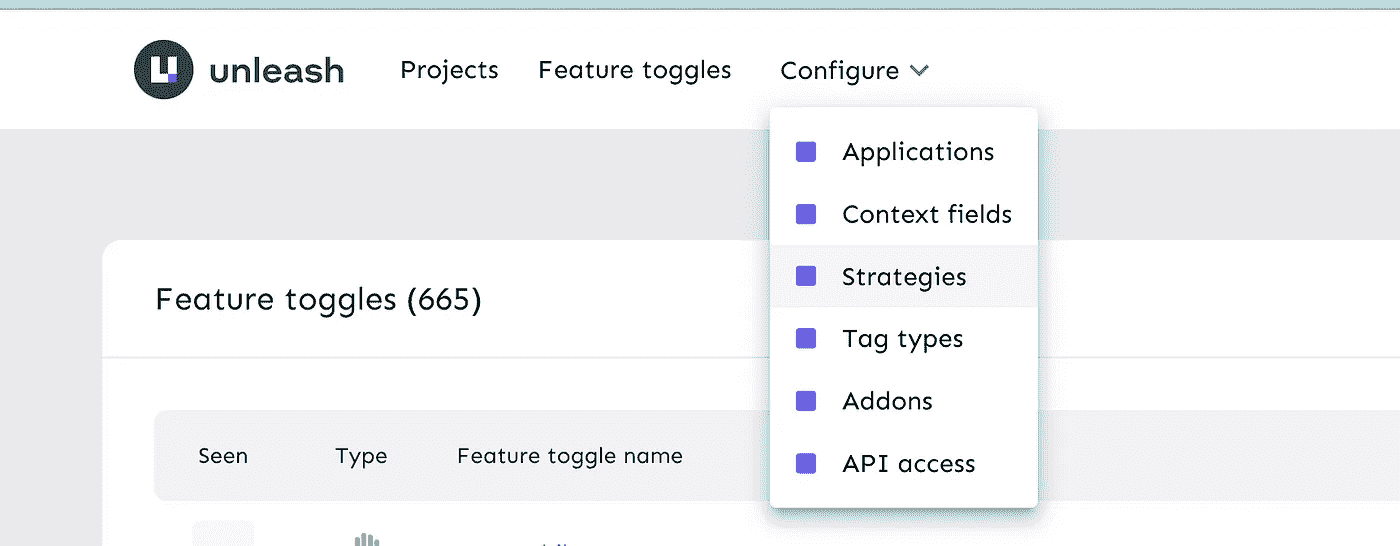 unleash Projects Feature toggles Configure
Applications
Context fields
Strategies
Tag types
Addons
API access
Feature toggles (665)
Seen Type Feature toggle name